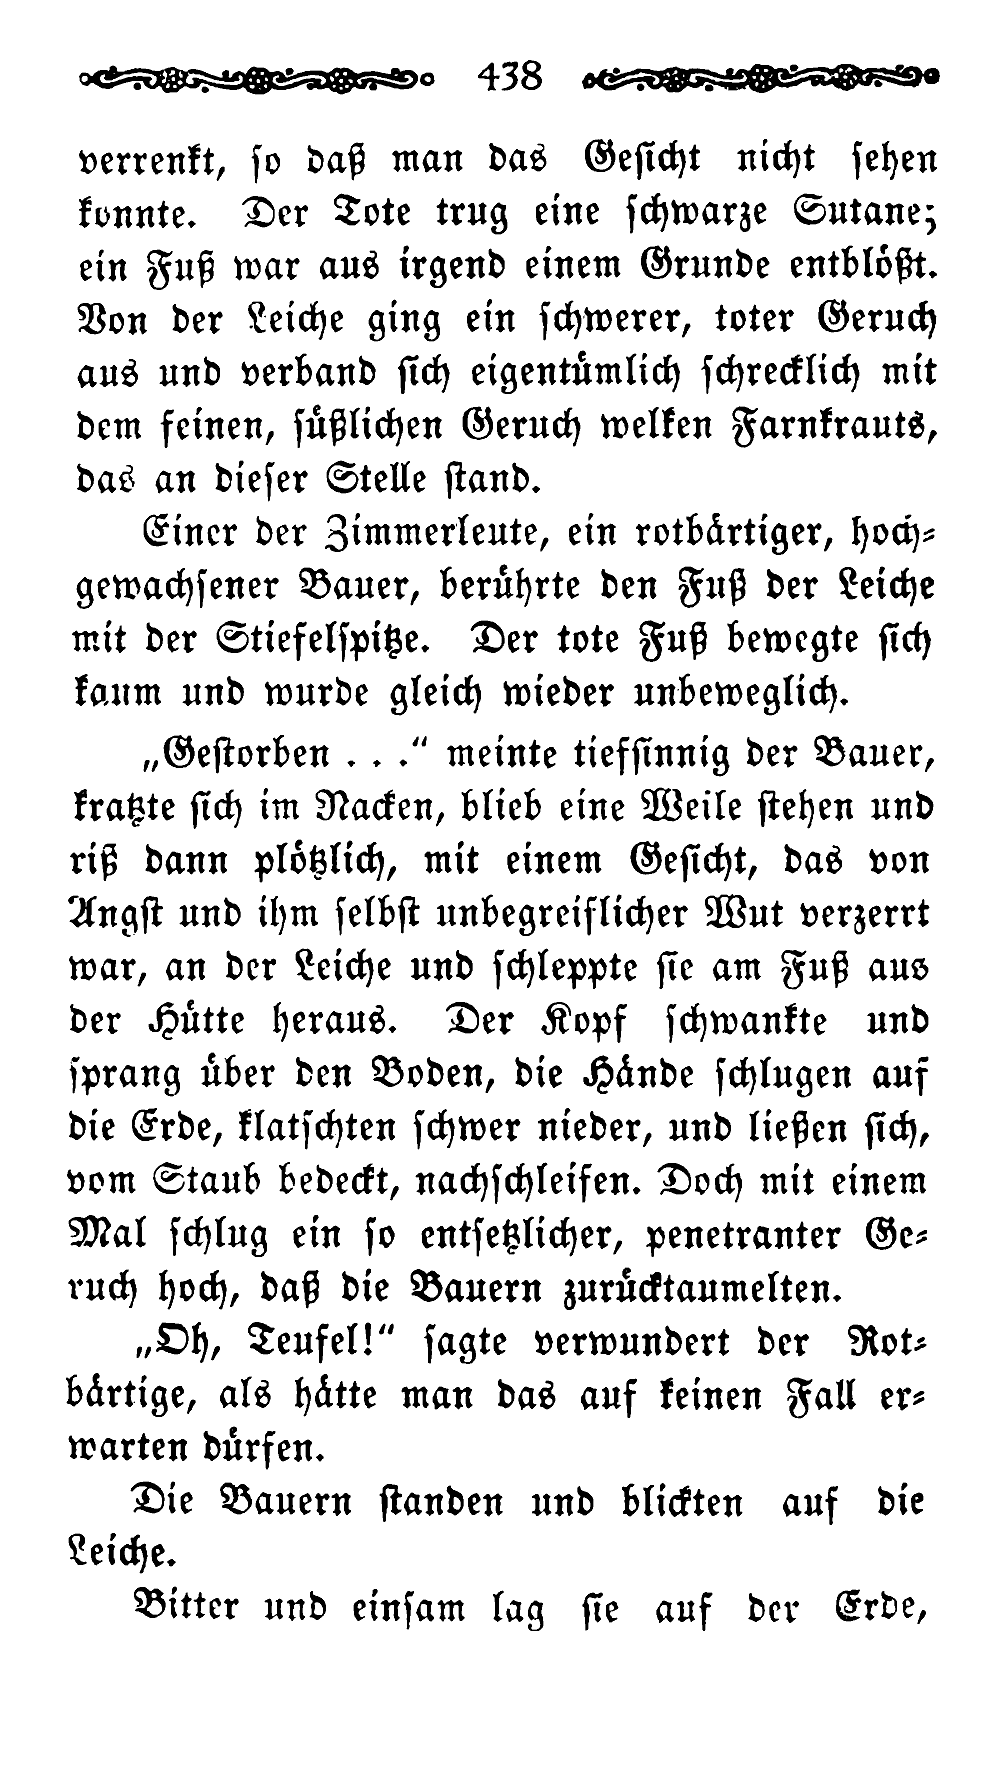 438
verrenkt, so daß man das Gesicht nicht sehen
konnte. Der Tote trug eine schwarze Sutane;
ein Fuß war aus irgend einem Grunde entblößt.
Von der Leiche ging ein schwerer, toter Geruch
aus und verband sich eigentümlich schrecklich mit
dem feinen, süßlichen Geruch welken Farnkrauts,
das an dieser Stelle stand.
Einer der Zimmerleute, ein rotbärtiger, hoch-
gewachsener Bauer, berührte den Fuß der Leiche
mit der Stiefelspitze. Der tote Fuß bewegte sich
kaum und wurde gleich wieder unbeweglich.
„Gestorben . . .“ meinte tiefsinnig der Bauer,
kratzte sich im Nacken, blieb eine Weile stehen und
riß dann plötzlich, mit einem Gesicht, das von
Angst und ihm selbst unbegreiflicher Wut verzerrt
war, an der Leiche und schleppte sie am Fuß aus
der Hütte heraus. Der Kopf schwankte und
sprang über den Boden, die Hände schlugen auf
die Erde, klatschten schwer nieder, und ließen sich,
vom Staub bedeckt, nachschleifen. Doch mit einem
Mal schlug ein so entsetzlicher, penetranter Ge-
ruch hoch, daß die Bauern zurücktaumelten.
„Oh, Teufel!“ sagte verwundert der Rot-
bärtige, als hätte man das auf keinen Fall er-
warten dürfen.
Die Bauern standen und blickten auf die
Leiche.
Bitter und einsam lag sie auf der Erde,